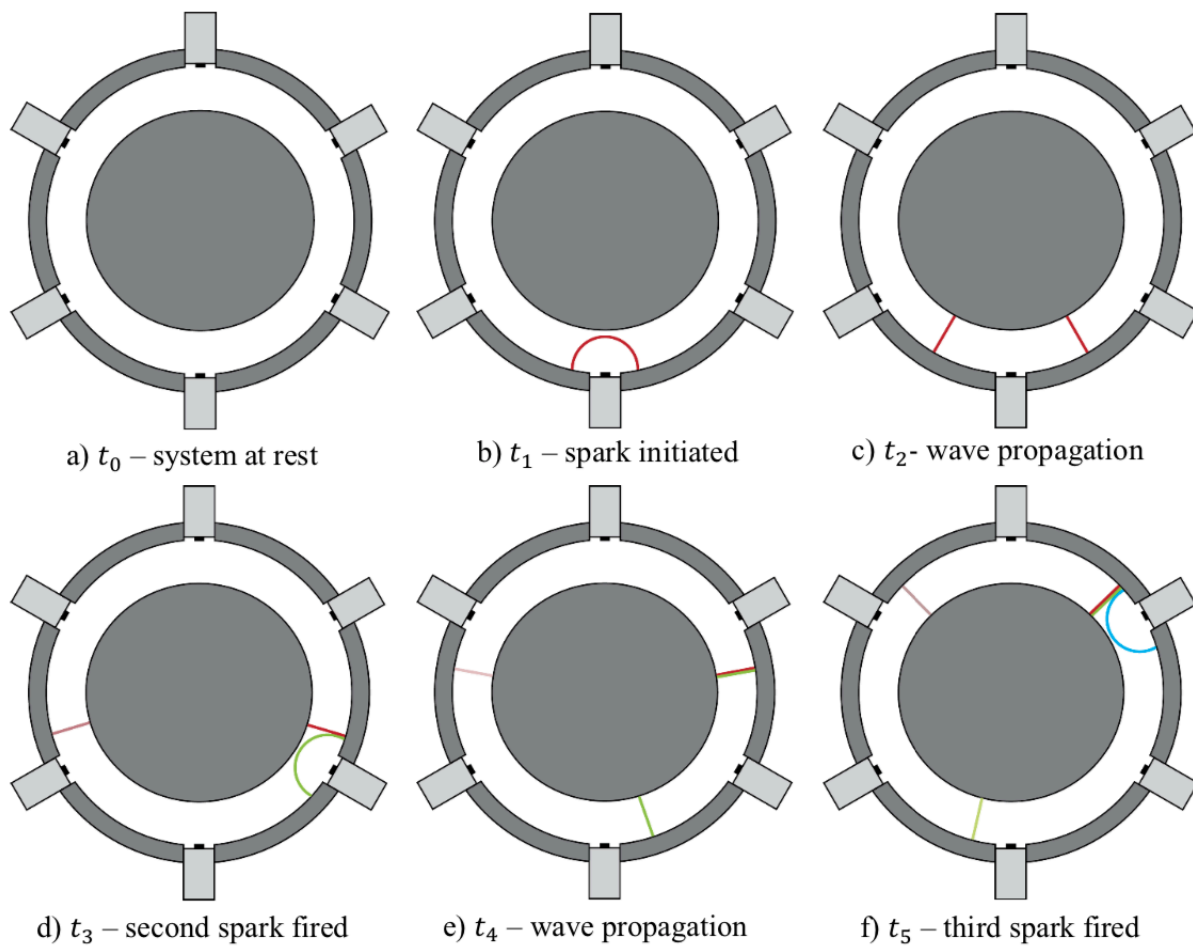 a) t₀ – system at rest
b) t₁ – spark initiated
c) t₂- wave propagation
d) t₃ – second spark fired
e) t₄ – wave propagation
f) t₅ – third spark fired